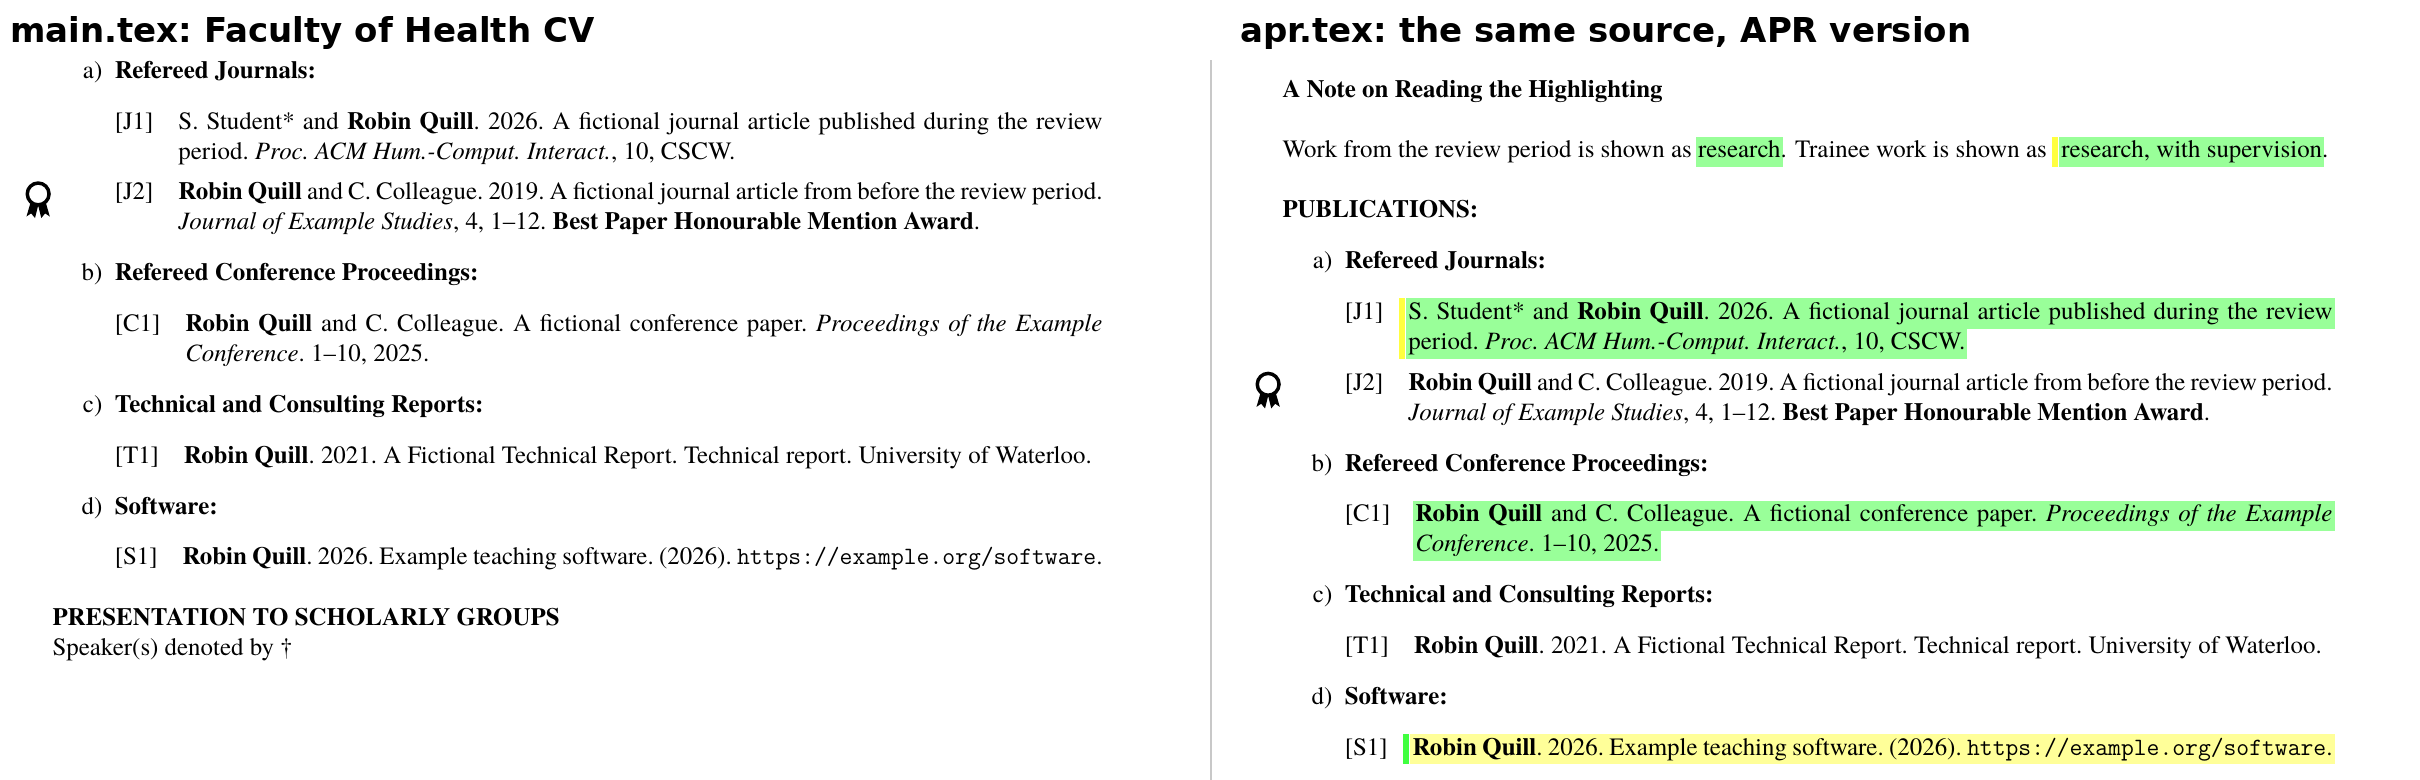 main.tex: Faculty of Health CV
a) Refereed Journals:
[J1] S. Student* and Robin Quill. 2026. A fictional journal article published during the review
period. Proc. ACM Hum.-Comput. Interact., 10, CSCW.
[J2] Robin Quill and C. Colleague. 2019. A fictional journal article from before the review period.
Journal of Example Studies, 4, 1–12. Best Paper Honourable Mention Award.
b) Refereed Conference Proceedings:
[C1] Robin Quill and C. Colleague. A fictional conference paper. Proceedings of the Example
Conference. 1–10, 2025.
c) Technical and Consulting Reports:
[T1] Robin Quill. 2021. A Fictional Technical Report. Technical report. University of Waterloo.
d) Software:
[S1] Robin Quill. 2026. Example teaching software. (2026). https://example.org/software.
PRESENTATION TO SCHOLARLY GROUPS
Speaker(s) denoted by †
apr.tex: the same source, APR version
A Note on Reading the Highlighting
Work from the review period is shown as research. Trainee work is shown as research, with supervision.
PUBLICATIONS:
a) Refereed Journals:
[J1] S. Student* and Robin Quill. 2026. A fictional journal article published during the review
period. Proc. ACM Hum.-Comput. Interact., 10, CSCW.
[J2] Robin Quill and C. Colleague. 2019. A fictional journal article from before the review period.
Journal of Example Studies, 4, 1–12. Best Paper Honourable Mention Award.
b) Refereed Conference Proceedings:
[C1] Robin Quill and C. Colleague. A fictional conference paper. Proceedings of the Example
Conference. 1–10, 2025.
c) Technical and Consulting Reports:
[T1] Robin Quill. 2021. A Fictional Technical Report. Technical report. University of Waterloo.
d) Software:
[S1] Robin Quill. 2026. Example teaching software. (2026). https://example.org/software.